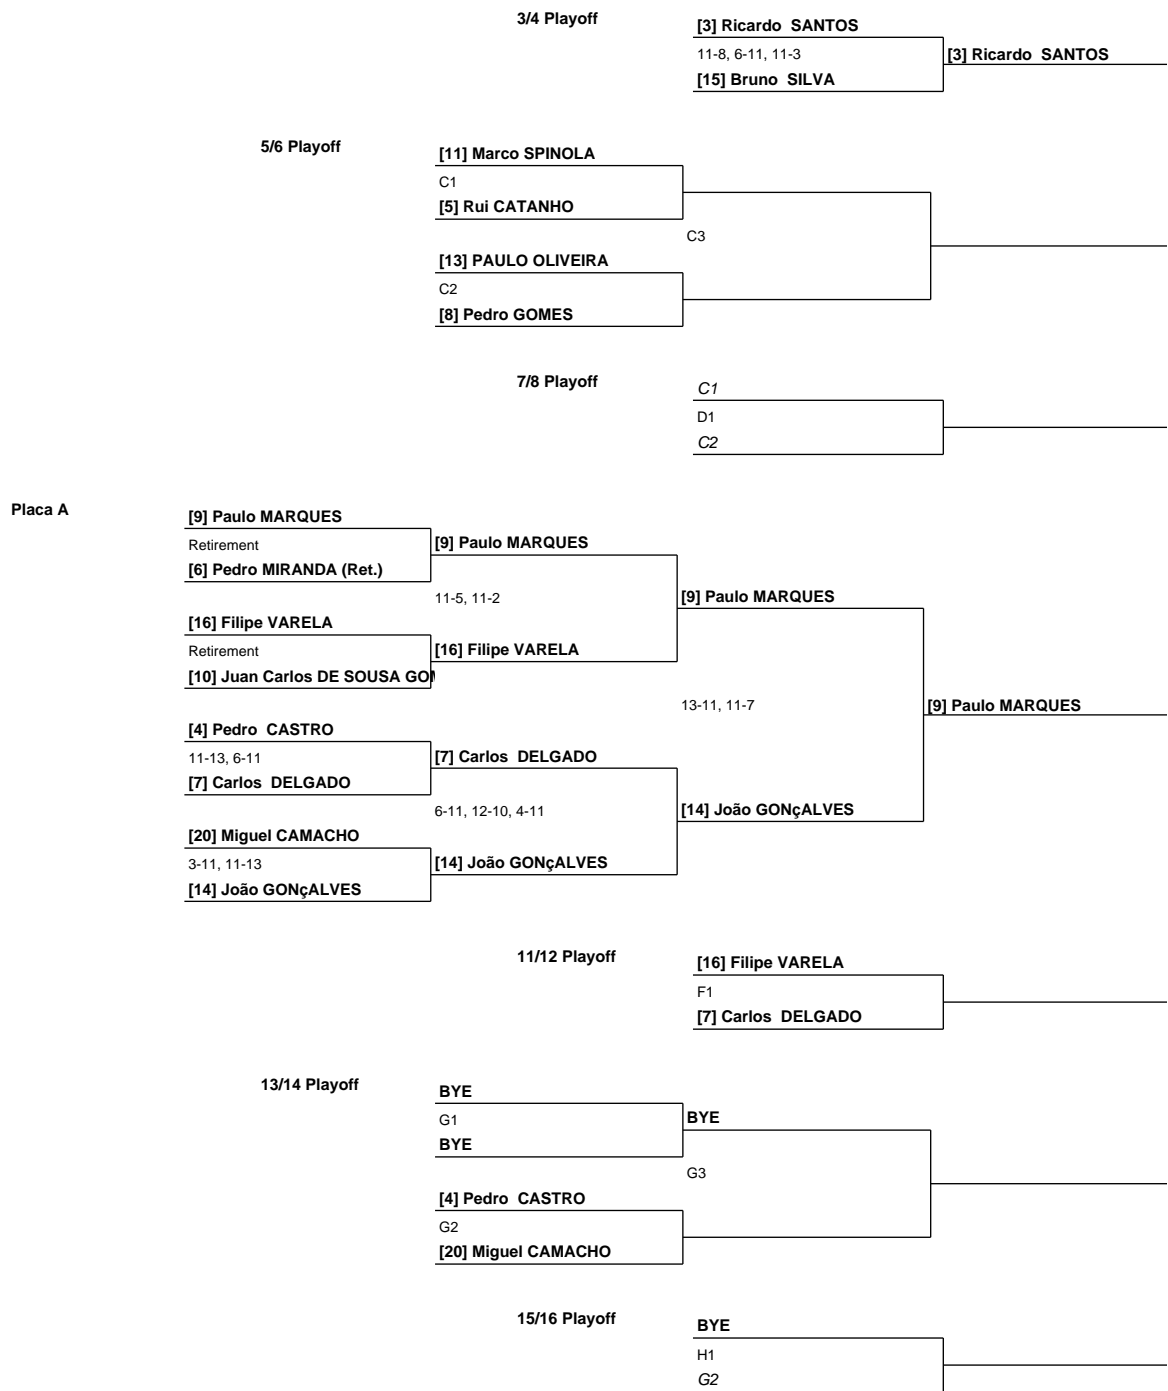 3/4 Playoff
[3] Ricardo  SANTOS
11-8, 6-11, 11-3
[3] Ricardo  SANTOS
[15] Bruno  SILVA
5/6 Playoff
[11] Marco SPINOLA
C1
[5] Rui CATANHO
C3
[13] PAULO OLIVEIRA
C2
[8] Pedro GOMES
7/8 Playoff
C1
D1
C2
Placa A
[9] Paulo MARQUES
Retirement
[9] Paulo MARQUES
[6] Pedro MIRANDA (Ret.)
11-5, 11-2
[9] Paulo MARQUES
[16] Filipe VARELA
Retirement
[16] Filipe VARELA
[10] Juan Carlos DE SOUSA
13-11, 11-7
[9] Paulo MARQUES
[4] Pedro  CASTRO
11-13, 6-11
[7] Carlos  DELGADO
[7] Carlos  DELGADO
6-11, 12-10, 4-11
[14] João GONçALVES
[20] Miguel CAMACHO
3-11, 11-13
[14] João GONçALVES
[14] João GONçALVES
11/12 Playoff
[16] Filipe VARELA
F1
[7] Carlos  DELGADO
13/14 Playoff
BYE
G1
BYE
BYE
G3
[4] Pedro  CASTRO
G2
[20] Miguel CAMACHO
15/16 Playoff
BYE
H1
G2